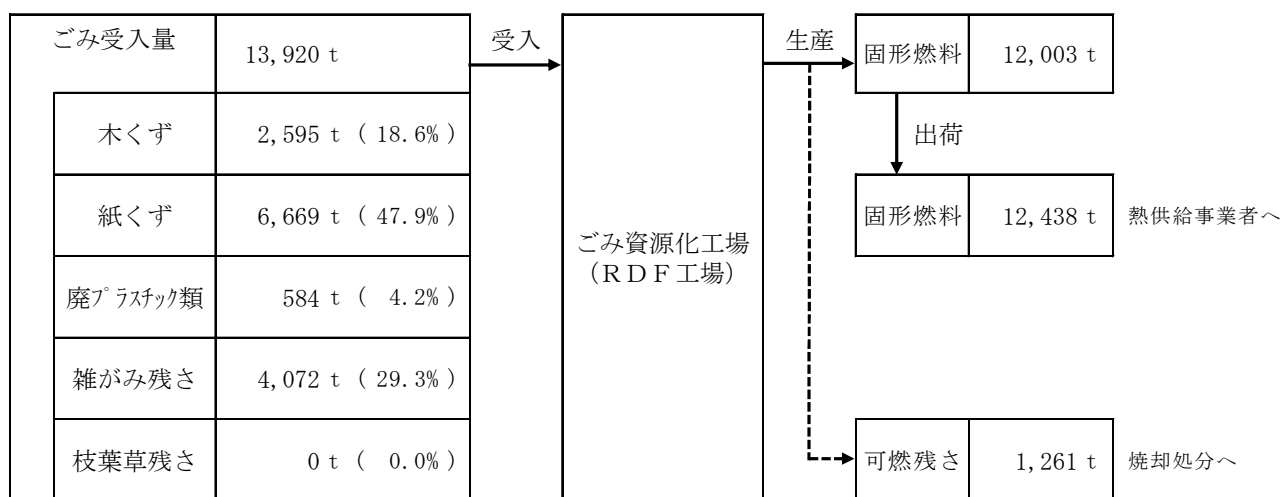 ごみ受入量 13,920 t
受入
生産
固形燃料 12,003 t
木くず 2,595 t ( 18.6%)
出荷
紙くず 6,669 t ( 47.9%)
固形燃料 12,438 t 熱供給事業者へ
ごみ資源化工場
（ＲＤＦ工場）
廃プラスチック類 584 t ( 4.2%)
雑がみ残さ 4,072 t ( 29.3%)
枝葉草残さ 0 t ( 0.0%)
可燃残さ 1,261 t 焼却処分へ